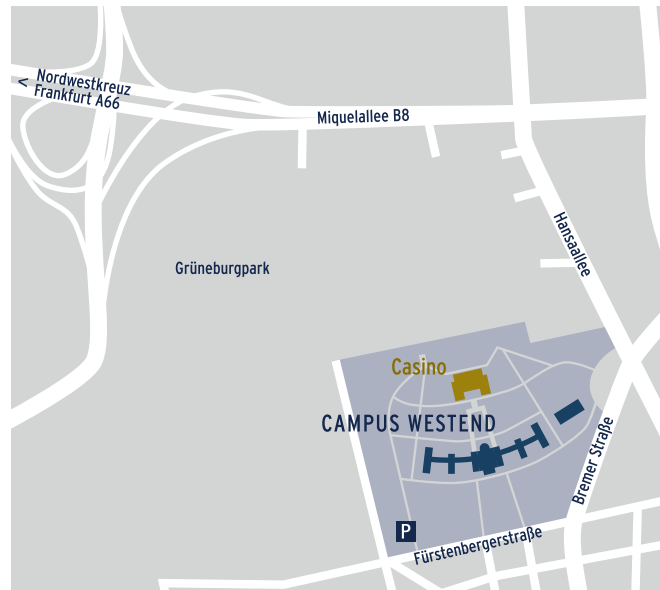 < Nordwestkreuz
Frankfurt A66
Miquelallee B8
Hansaallee
Grüneburgpark
Casino
CAMPUS WESTEND
Bremer Straße
P
Fürstenbergerstraße